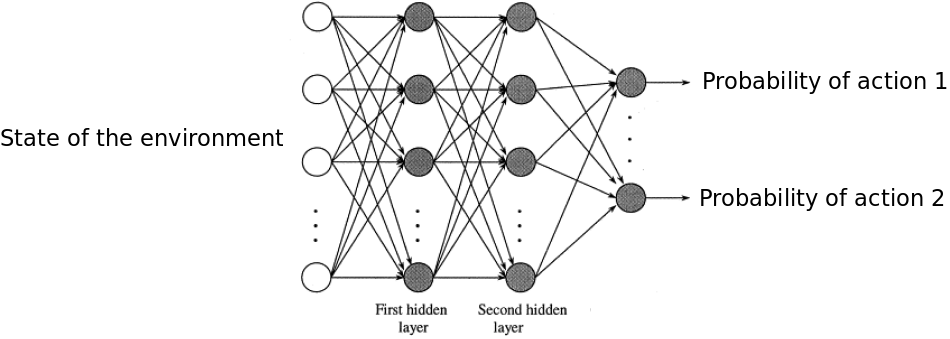 Probability of action 1
State of the environment
Probability of action 2
First hidden
layer
Second hidden
layer